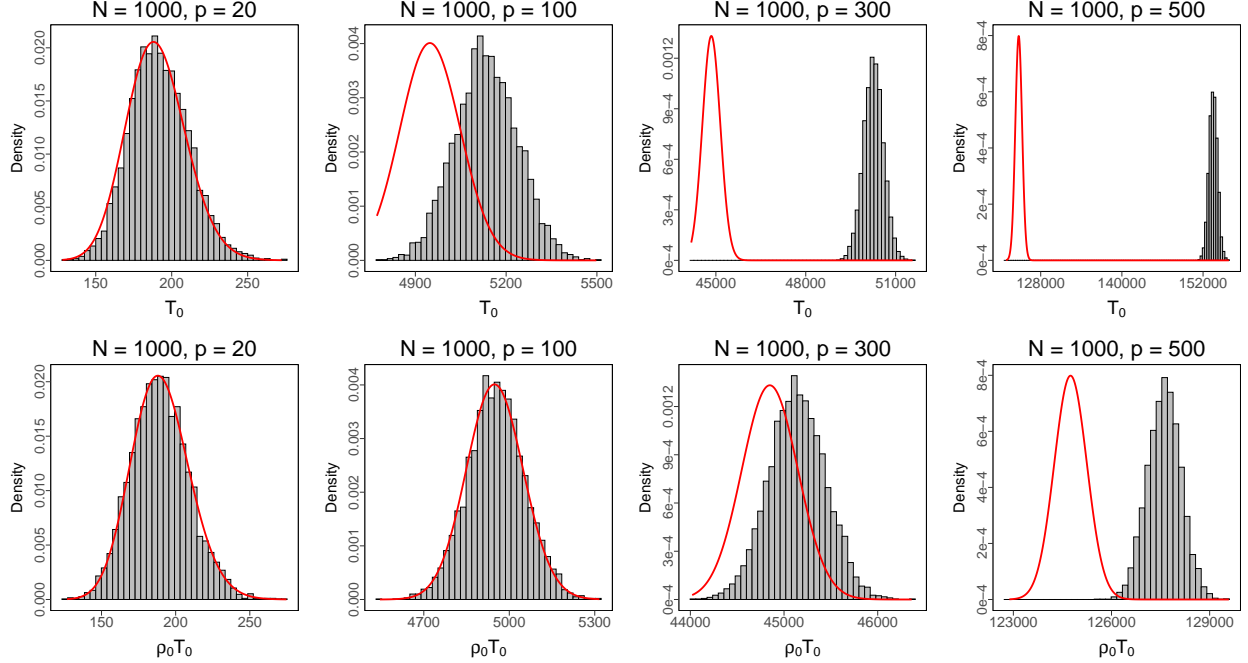 N = 1000, p = 20
N = 1000, p = 100
N = 1000, p = 300
N = 1000, p = 500
Density
0.000
0.005
0.010
0.015
0.020
150
200
250
T₀
Density
0.000
0.001
0.002
0.003
0.004
4900
5200
5500
T₀
Density
0e−4
3e−4
6e−4
9e−4
0.0012
45000
48000
51000
T₀
Density
0e−4
2e−4
4e−4
6e−4
8e−4
128000
140000
152000
T₀
N = 1000, p = 20
N = 1000, p = 100
N = 1000, p = 300
N = 1000, p = 500
Density
0.000
0.005
0.010
0.015
0.020
150
200
250
ρ₀T₀
Density
0.000
0.001
0.002
0.003
0.004
4700
5000
5300
ρ₀T₀
Density
0e−4
3e−4
6e−4
9e−4
0.0012
44000
45000
46000
ρ₀T₀
Density
0e−4
2e−4
4e−4
6e−4
8e−4
123000
126000
129000
ρ₀T₀